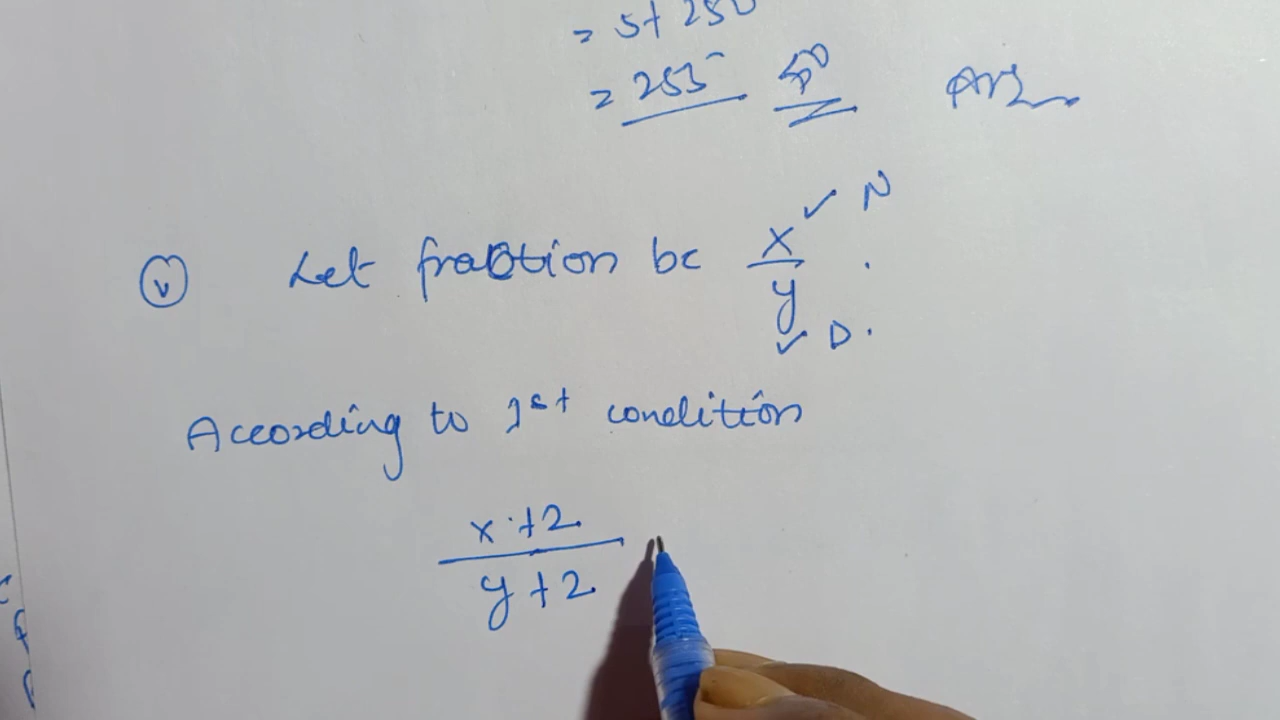 = 5+ 250
= 255
Ans
x N
(v) Let fraction be —
y D.
According to 1st condition
x+2
y+2